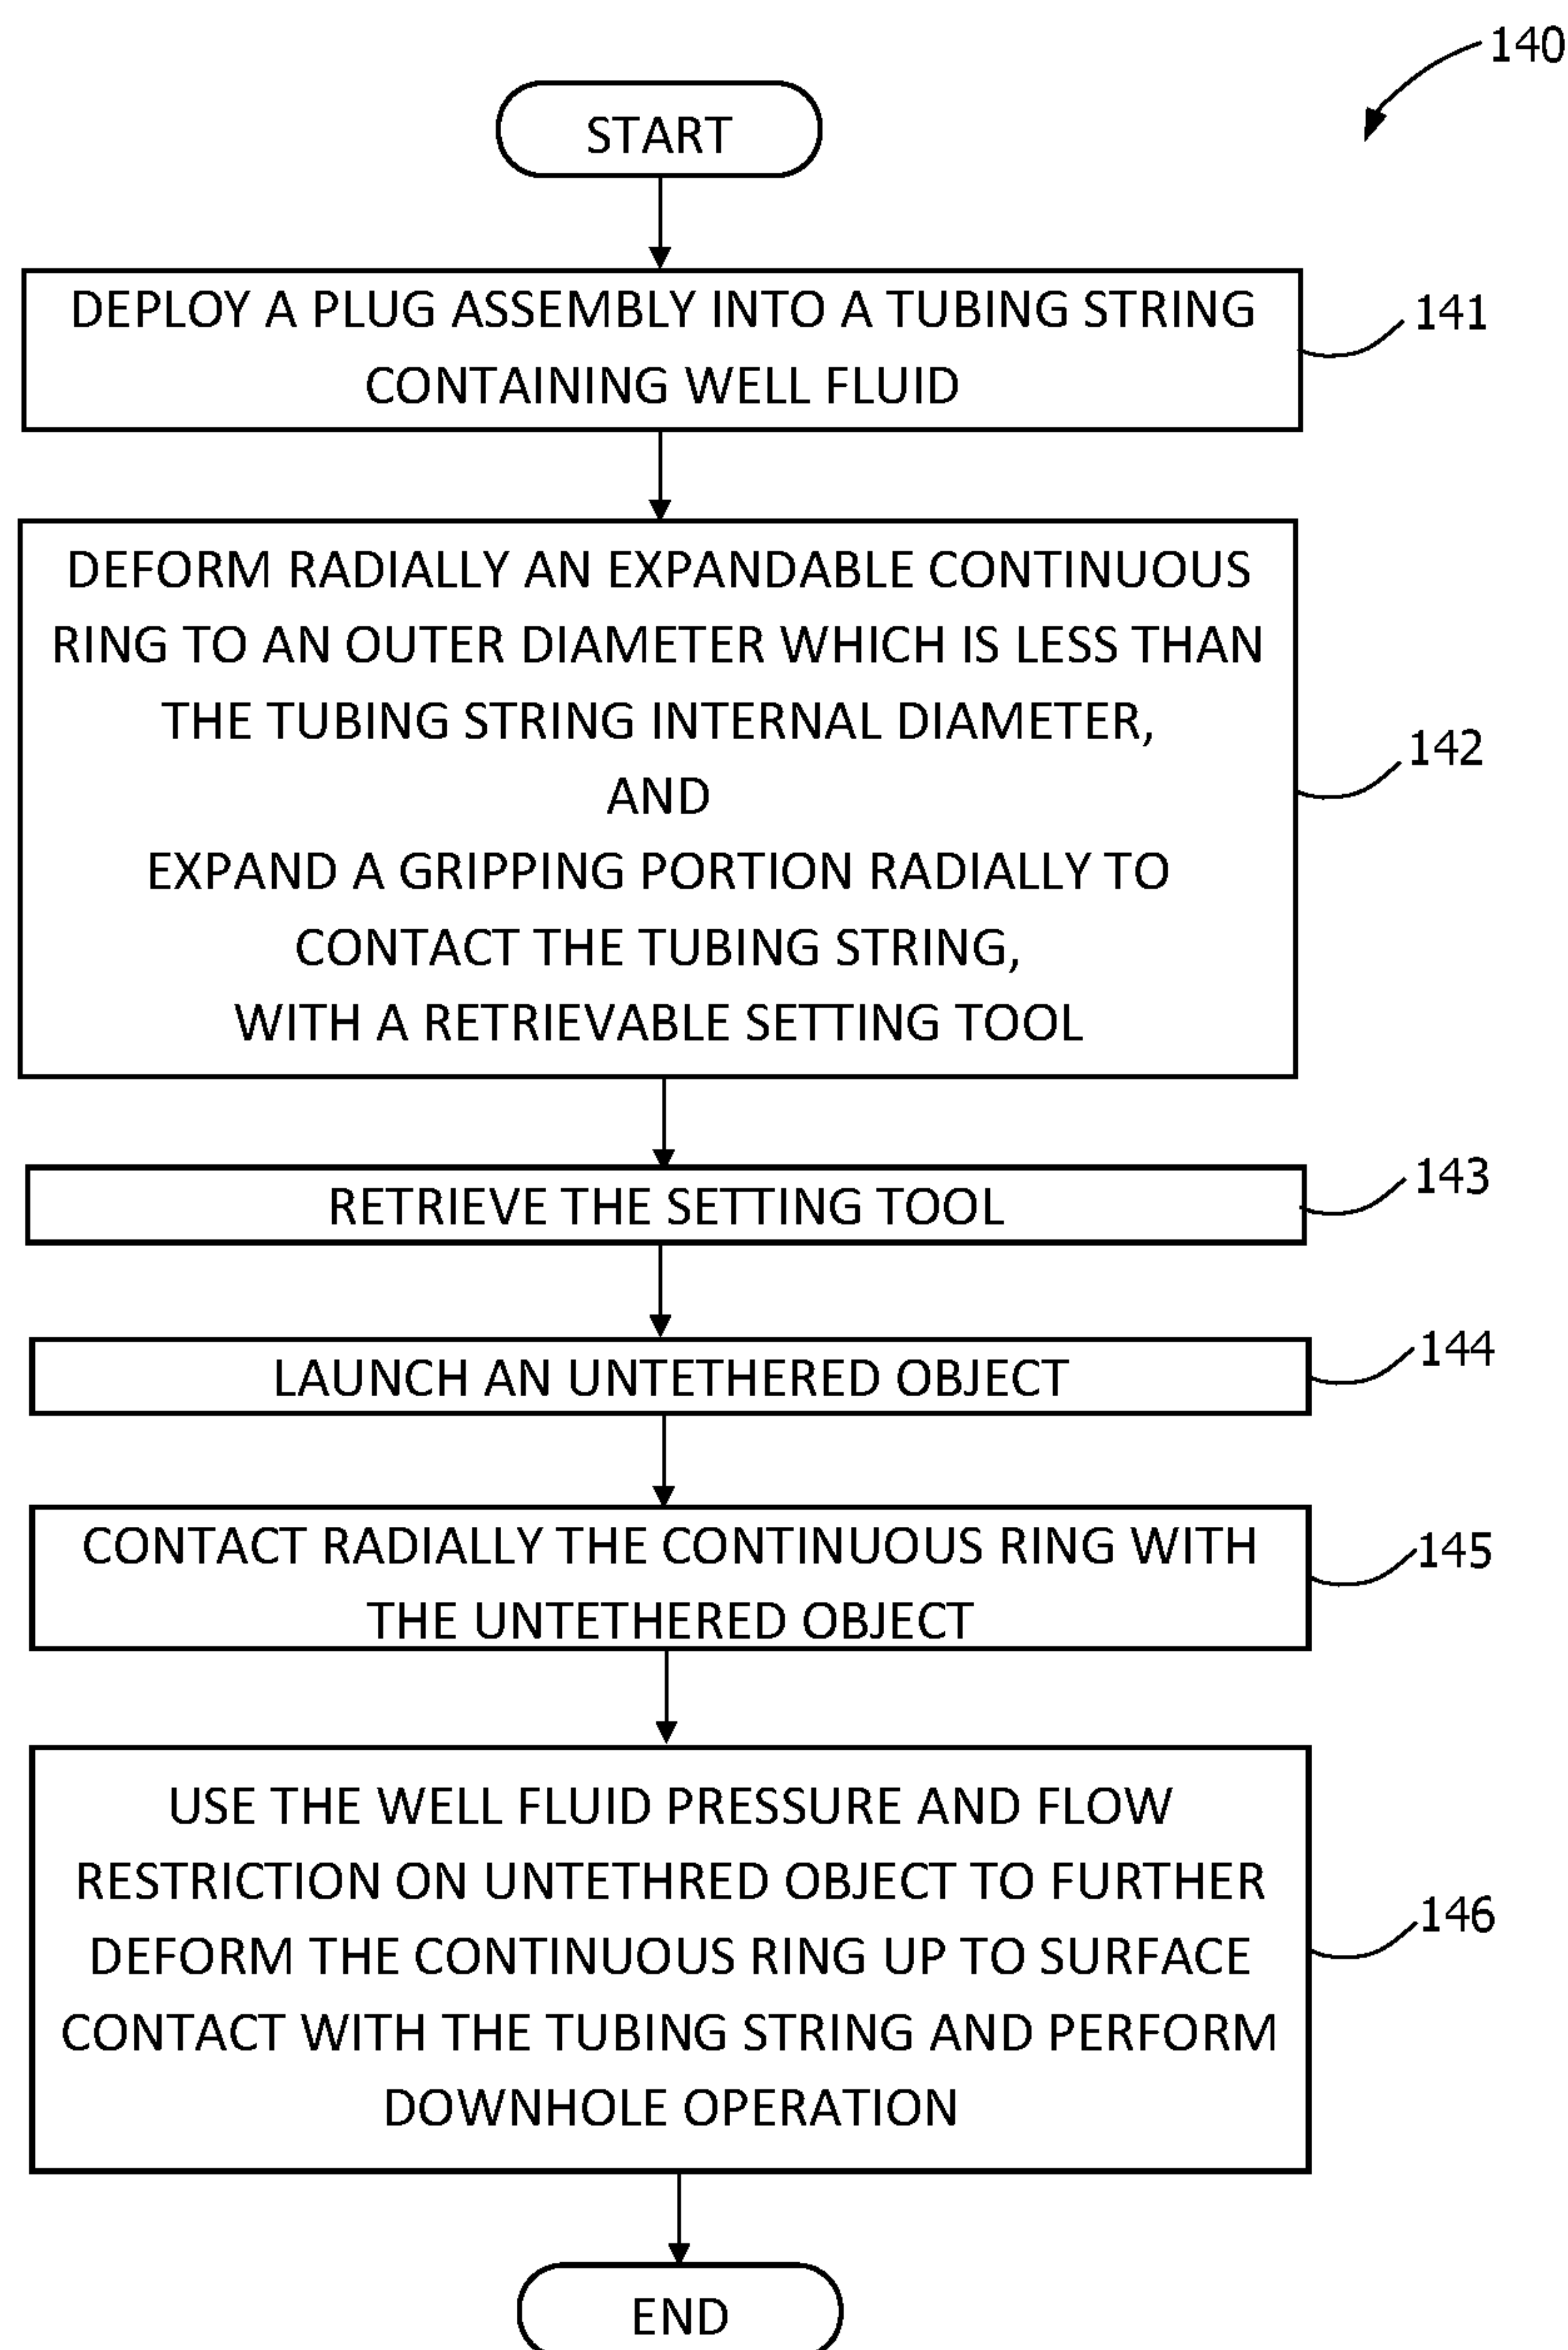 140
START
DEPLOY A PLUG ASSEMBLY INTO A TUBING STRING
CONTAINING WELL FLUID
141
DEFORM RADIALLY AN EXPANDABLE CONTINUOUS
RING TO AN OUTER DIAMETER WHICH IS LESS THAN
THE TUBING STRING INTERNAL DIAMETER,
AND
EXPAND A GRIPPING PORTION RADIALLY TO
CONTACT THE TUBING STRING,
WITH A RETRIEVABLE SETTING TOOL
142
RETRIEVE THE SETTING TOOL
143
LAUNCH AN UNTETHERED OBJECT
144
CONTACT RADIALLY THE CONTINUOUS RING WITH
THE UNTETHERED OBJECT
145
USE THE WELL FLUID PRESSURE AND FLOW
RESTRICTION ON UNTETHRED OBJECT TO FURTHER
DEFORM THE CONTINUOUS RING UP TO SURFACE
CONTACT WITH THE TUBING STRING AND PERFORM
DOWNHOLE OPERATION
146
END